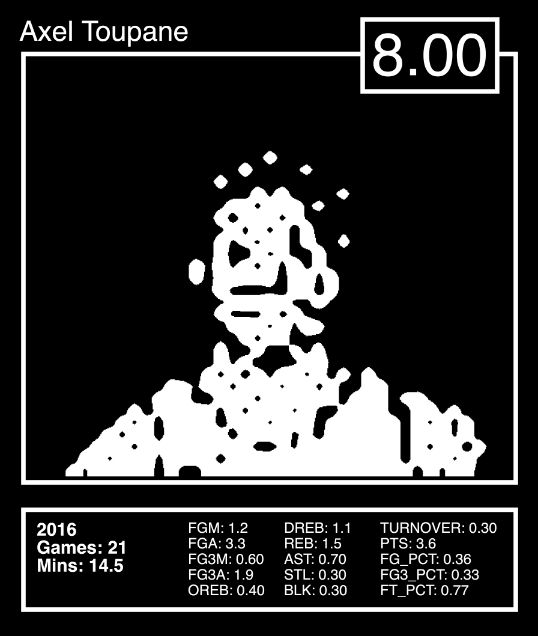 Axel Toupane
8.00
2016
Games: 21
Mins: 14.5
FGM: 1.2
FGA: 3.3
FG3M: 0.60
FG3A: 1.9
OREB: 0.40
DREB: 1.1
REB: 1.5
AST: 0.70
STL: 0.30
BLK: 0.30
TURNOVER: 0.30
PTS: 3.6
FG_PCT: 0.36
FG3_PCT: 0.33
FT_PCT: 0.77